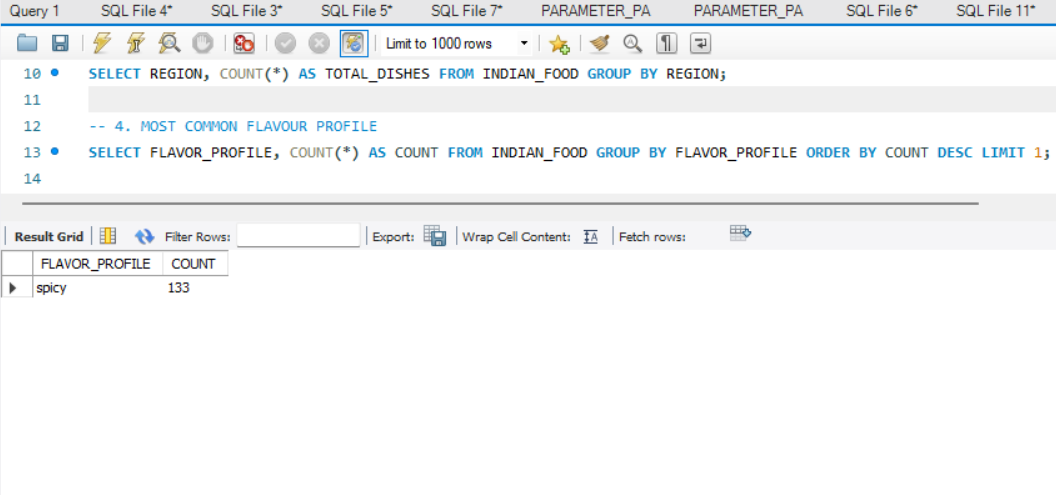 Query 1 SQL File 4* SQL File 3* SQL File 5* SQL File 7* PARAMETER_PA PARAMETER_PA SQL File 6* SQL File 11*
Limit to 1000 rows
10 SELECT REGION, COUNT(*) AS TOTAL_DISHES FROM INDIAN_FOOD GROUP BY REGION;
11
12 -- 4. MOST COMMON FLAVOUR PROFILE
13 SELECT FLAVOR_PROFILE, COUNT(*) AS COUNT FROM INDIAN_FOOD GROUP BY FLAVOR_PROFILE ORDER BY COUNT DESC LIMIT 1;
14
Result Grid Filter Rows: Export: Wrap Cell Content: IA Fetch rows:
FLAVOR_PROFILE COUNT
spicy 133